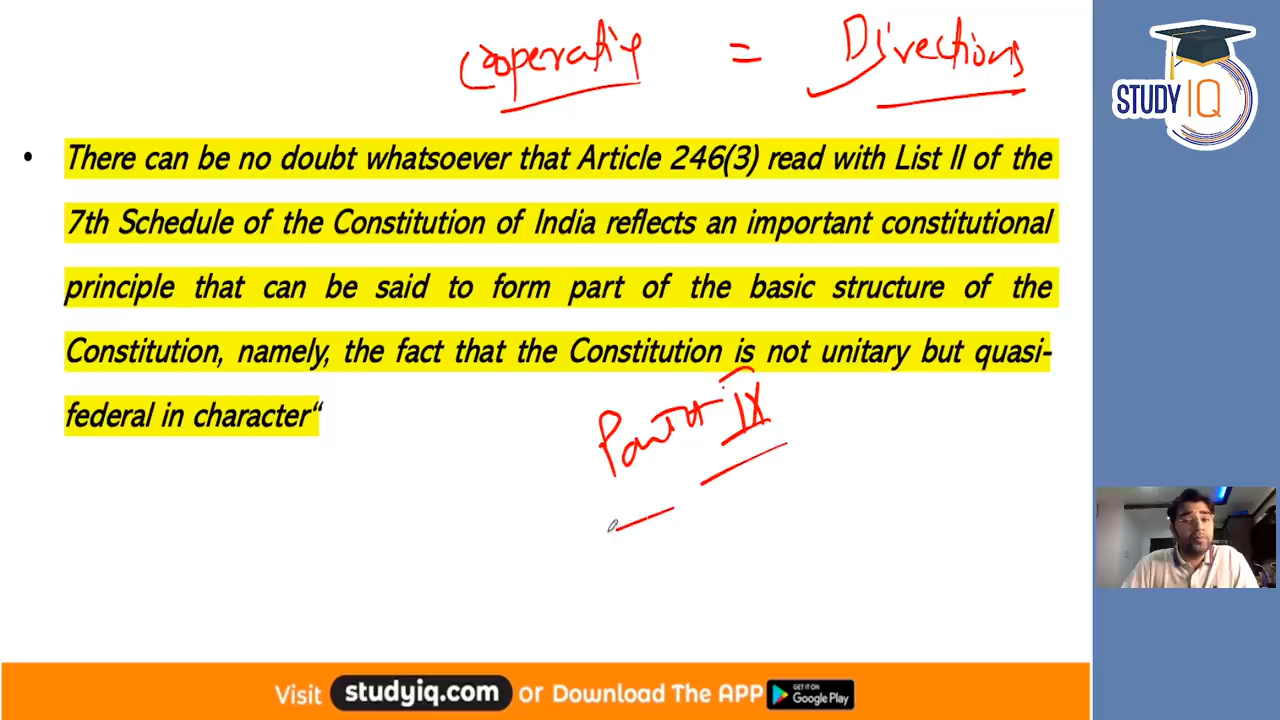 cooperative = Directions
STUDY IQ
• There can be no doubt whatsoever that Article 246(3) read with List II of the
7th Schedule of the Constitution of India reflects an important constitutional
principle that can be said to form part of the basic structure of the
Constitution, namely, the fact that the Constitution is not unitary but quasi-
federal in character“
Part IX
Visit studyiq.com or Download The APP GET IT ON Google Play